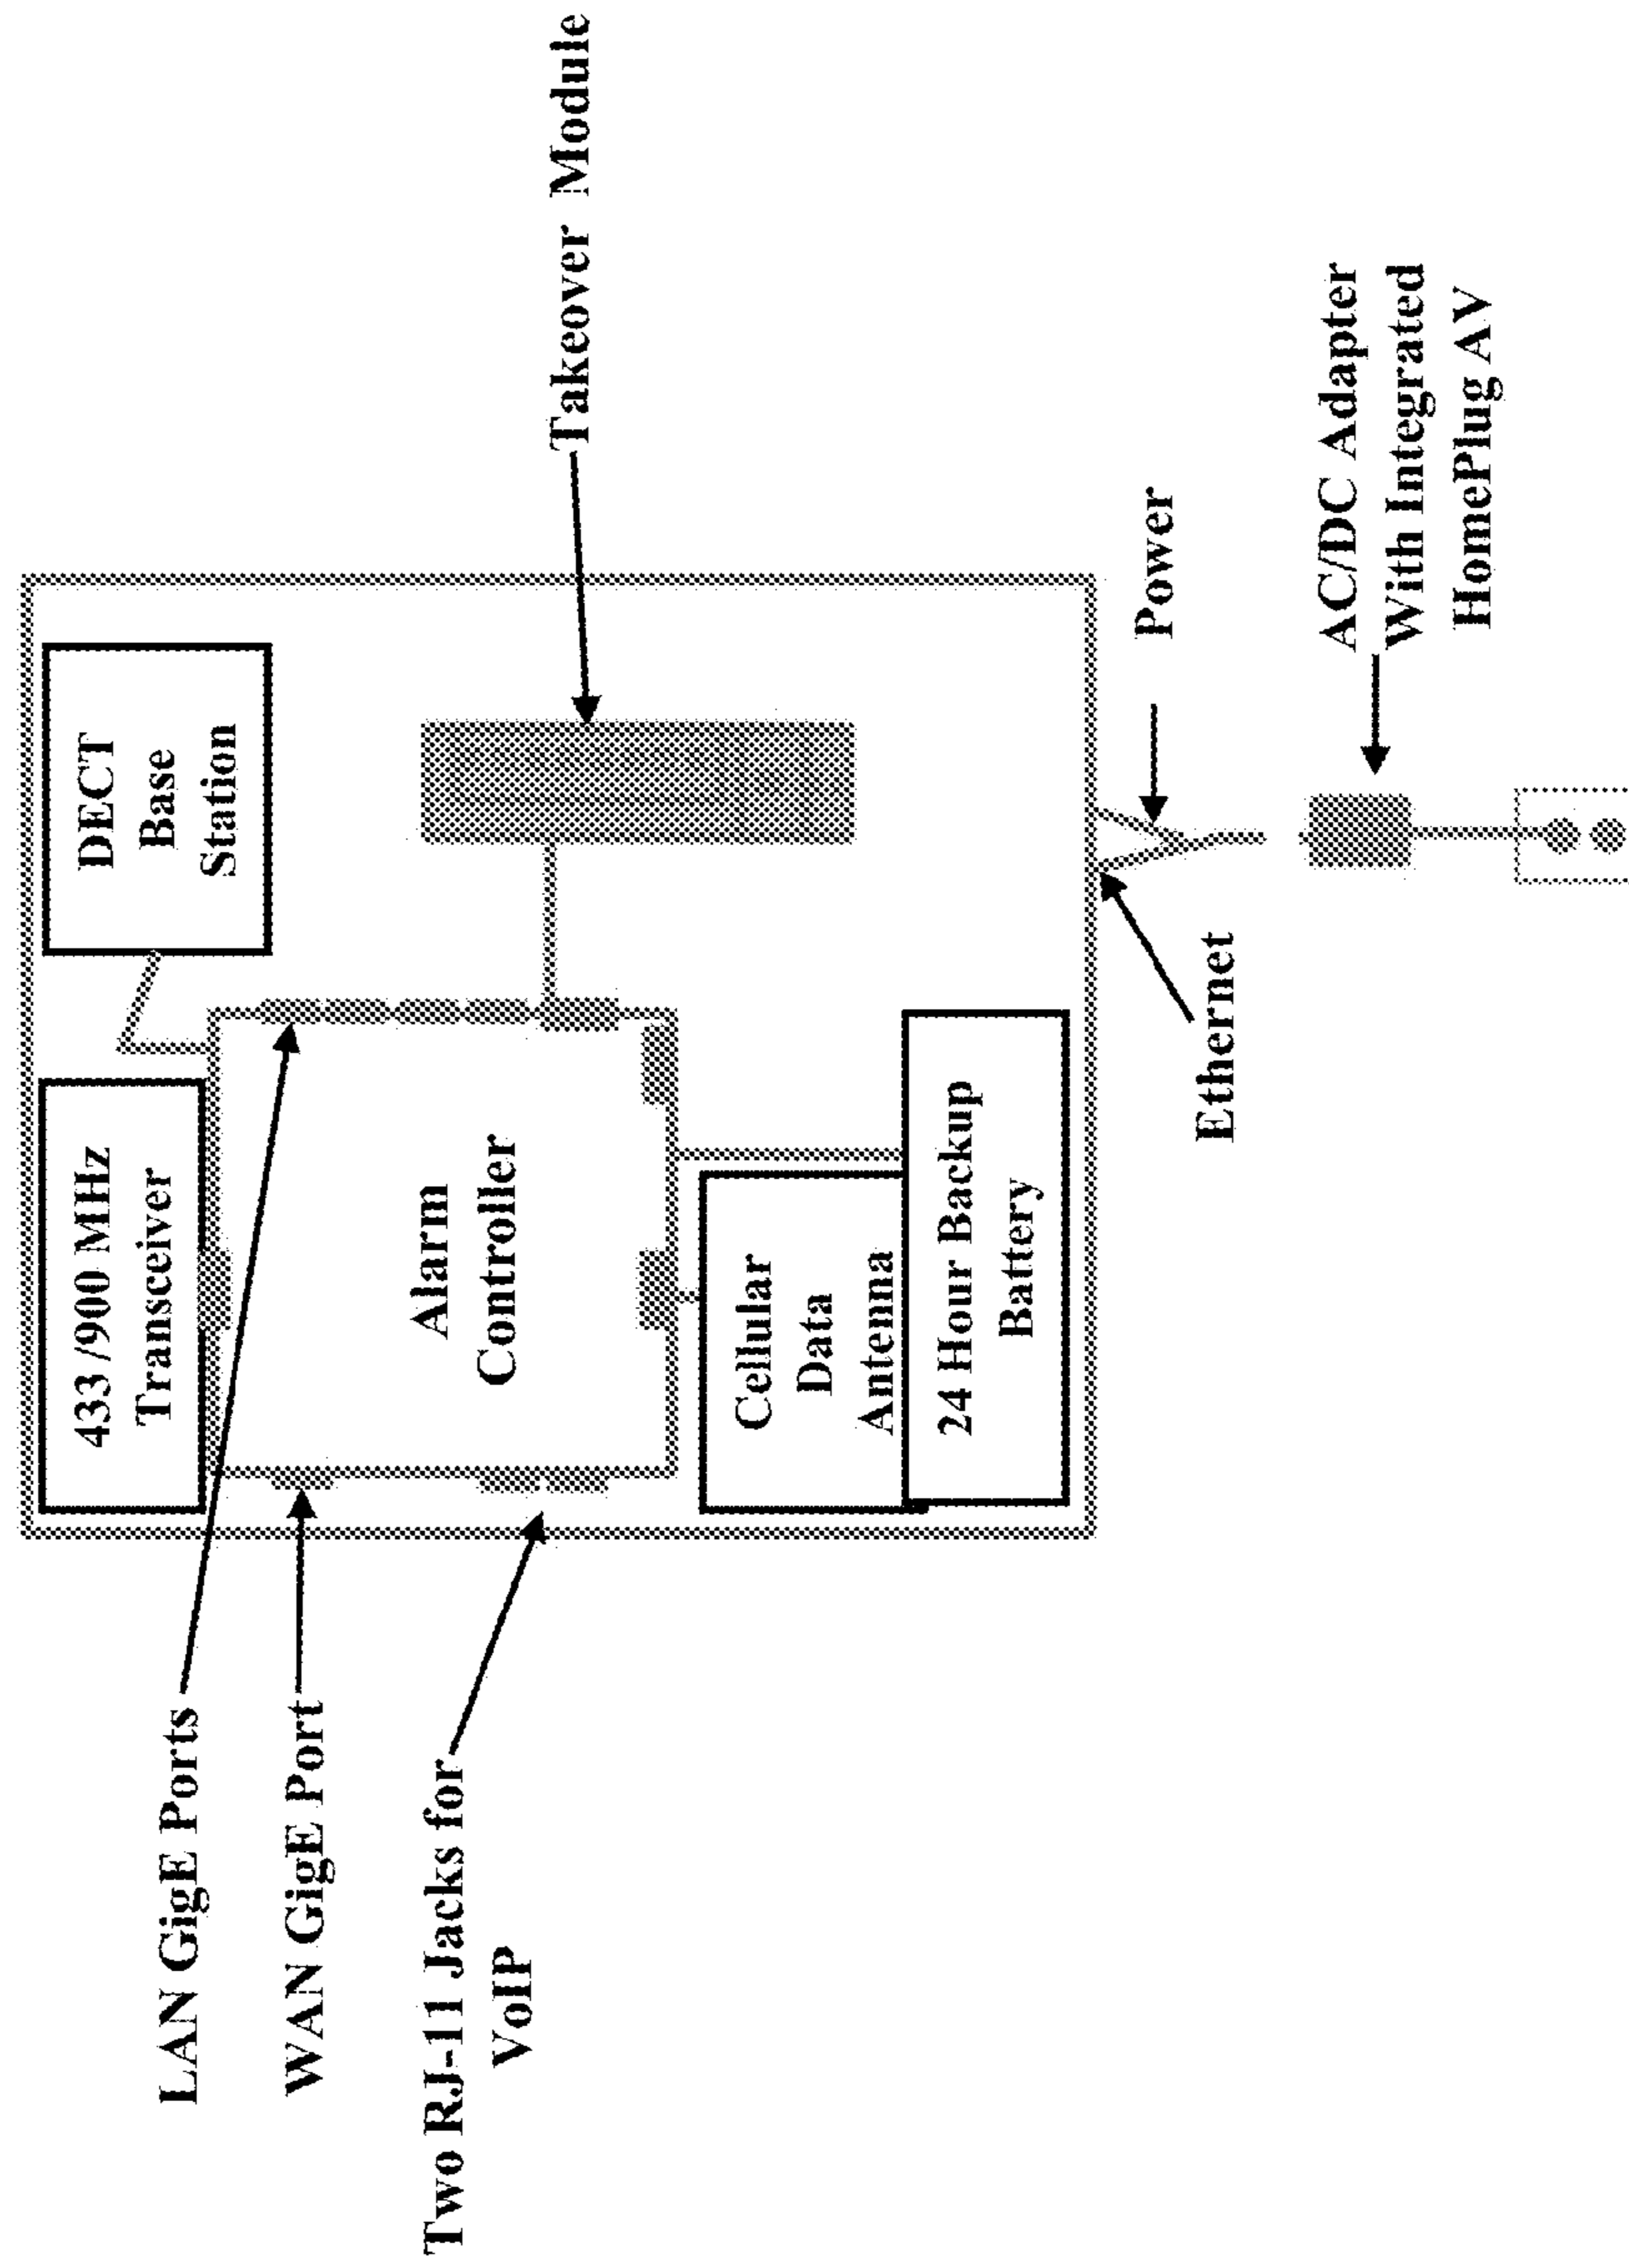 LAN GigE Ports
WAN GigE Port
Two RJ-11 Jacks for
VoIP
433 /900 MHz
Transceiver
DECT
Base
Station
Alarm
Controller
Takeover Module
Cellular
Data
Antenna
24 Hour Backup
Battery
Ethernet
Power
AC/DC Adapter
With Integrated
HomePlug AV